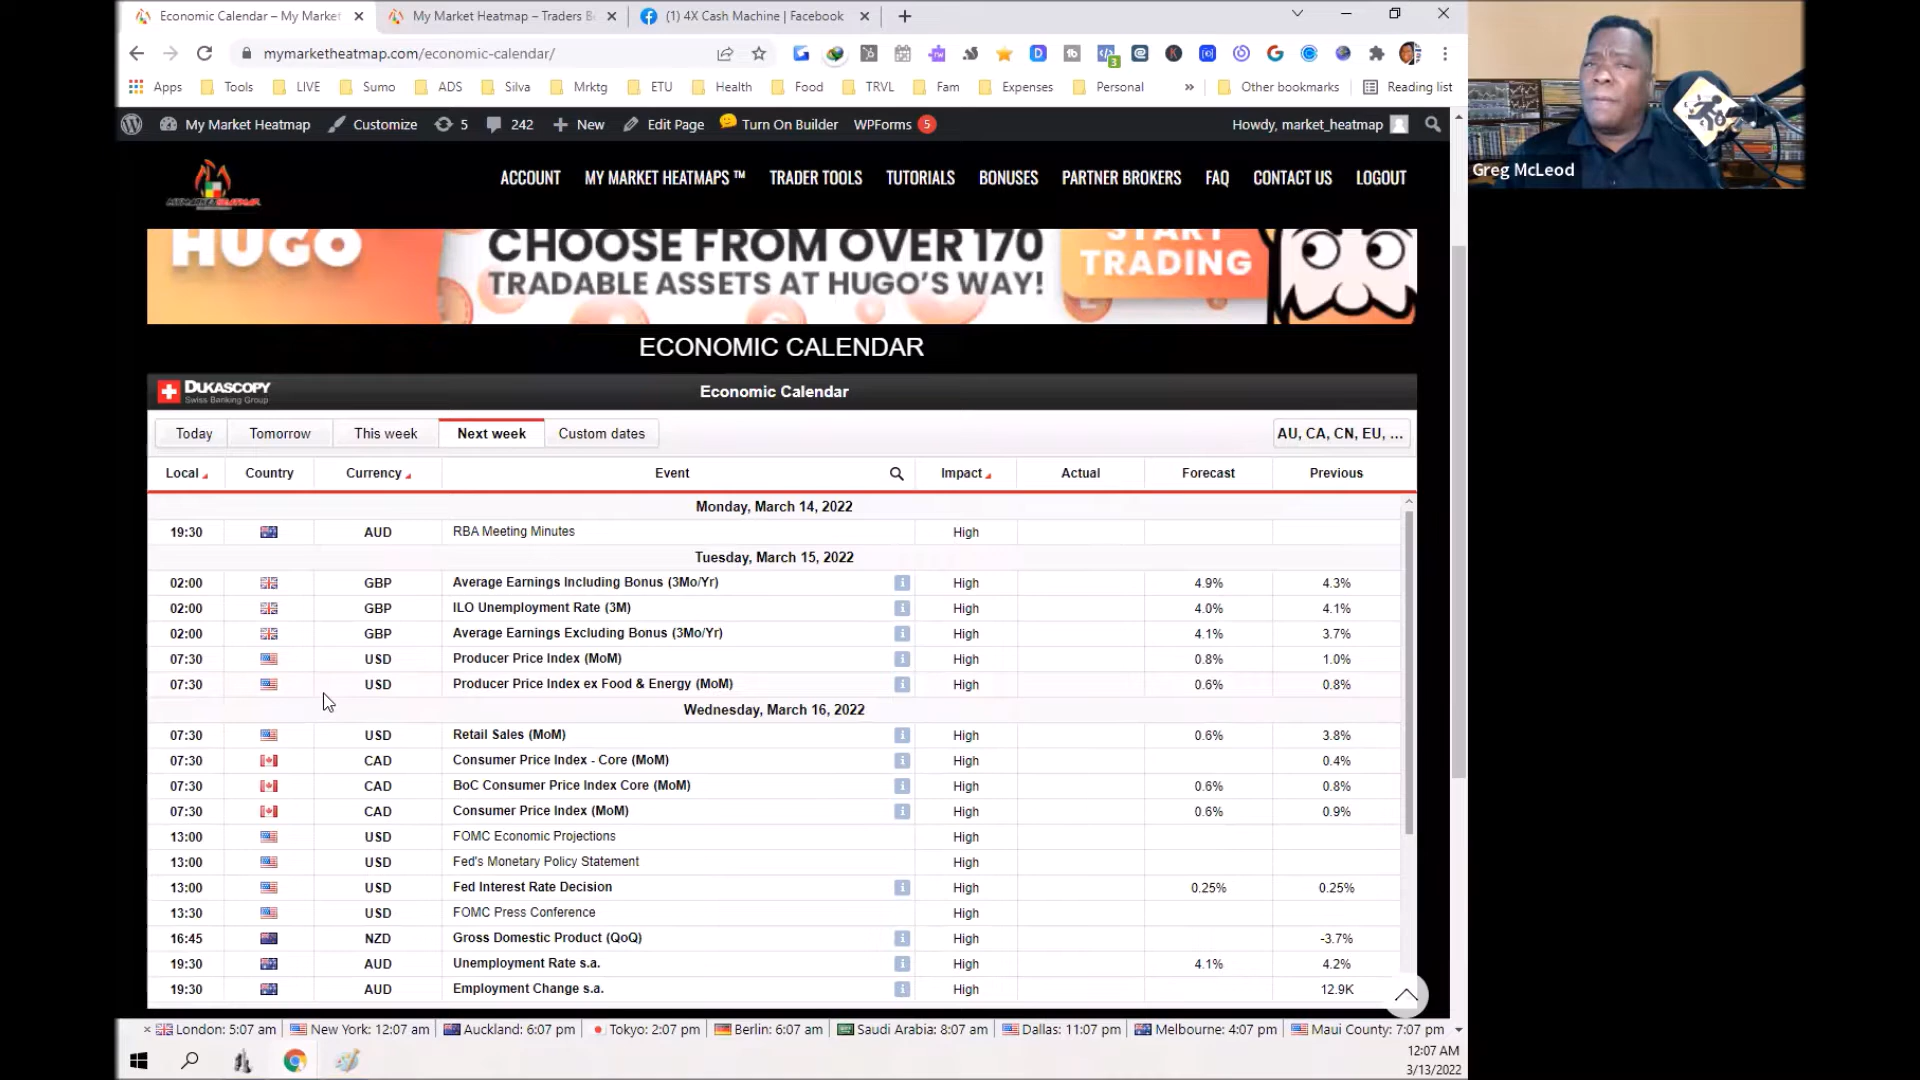 Economic Calendar – My Market
My Market Heatmap – Traders B
(1) 4X Cash Machine | Facebook
mymarketheatmap.com/economic-calendar/
Apps Tools LIVE Sumo ADS Silva Mrktg ETU Health Food TRVL Fam Expenses Personal » Other bookmarks Reading list
My Market Heatmap Customize 5 242 New Edit Page Turn On Builder WPForms 5 Howdy, market_heatmap
ACCOUNT MY MARKET HEATMAPS ™ TRADER TOOLS TUTORIALS BONUSES PARTNER BROKERS FAQ CONTACT US LOGOUT
HUGO CHOOSE FROM OVER 170 START
TRADABLE ASSETS AT HUGO'S WAY! TRADING
ECONOMIC CALENDAR
DUKASCOPY Economic Calendar
Swiss Banking Group
Today Tomorrow This week Next week Custom dates AU, CA, CN, EU, ...
Local Country Currency Event Impact Actual Forecast Previous
Monday, March 14, 2022
19:30 AUD RBA Meeting Minutes High
Tuesday, March 15, 2022
02:00 GBP Average Earnings Including Bonus (3Mo/Yr) i High 4.9% 4.3%
02:00 GBP ILO Unemployment Rate (3M) i High 4.0% 4.1%
02:00 GBP Average Earnings Excluding Bonus (3Mo/Yr) i High 4.1% 3.7%
07:30 USD Producer Price Index (MoM) i High 0.8% 1.0%
07:30 USD Producer Price Index ex Food & Energy (MoM) i High 0.6% 0.8%
Wednesday, March 16, 2022
07:30 USD Retail Sales (MoM) i High 0.6% 3.8%
07:30 CAD Consumer Price Index - Core (MoM) i High 0.4%
07:30 CAD BoC Consumer Price Index Core (MoM) i High 0.6% 0.8%
07:30 CAD Consumer Price Index (MoM) i High 0.6% 0.9%
13:00 USD FOMC Economic Projections High
13:00 USD Fed's Monetary Policy Statement High
13:00 USD Fed Interest Rate Decision i High 0.25% 0.25%
13:30 USD FOMC Press Conference High
16:45 NZD Gross Domestic Product (QoQ) i High -3.7%
19:30 AUD Unemployment Rate s.a. i High 4.1% 4.2%
19:30 AUD Employment Change s.a. i High 12.9K
London: 5:07 am New York: 12:07 am Auckland: 6:07 pm Tokyo: 2:07 pm Berlin: 6:07 am Saudi Arabia: 8:07 am Dallas: 11:07 pm Melbourne: 4:07 pm Maui County: 7:07 pm
12:07 AM
3/13/2022
Greg McLeod